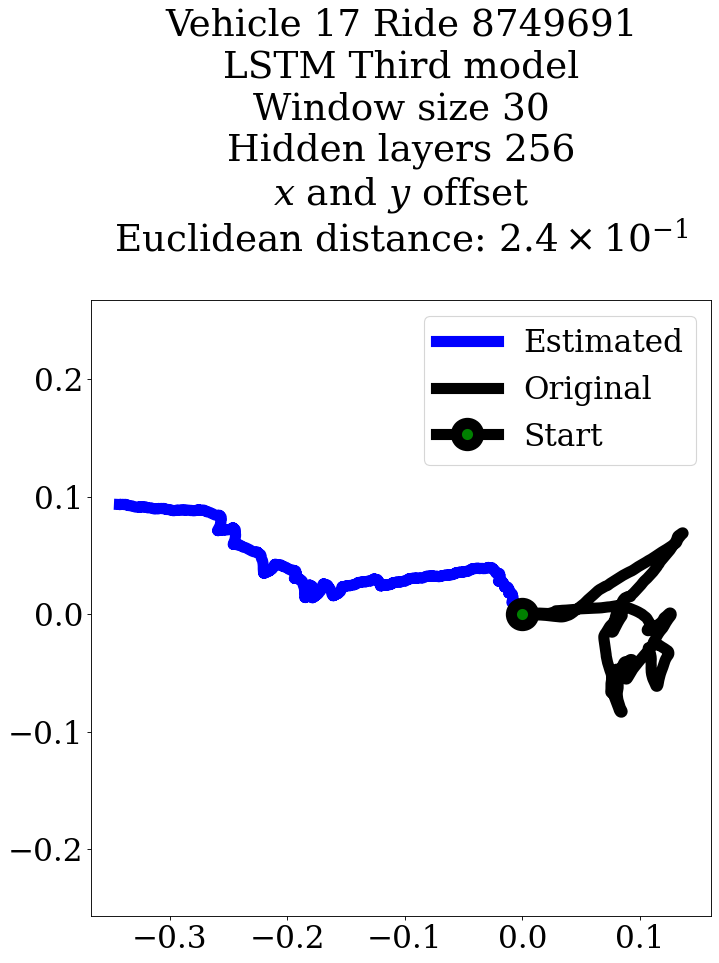 Vehicle 17 Ride 8749691
LSTM Third model
Window size 30
Hidden layers 256
x and y offset
Euclidean distance: 2.4 × 10⁻¹
Estimated
Original
Start
0.2
0.1
0.0
−0.1
−0.2
−0.3 −0.2 −0.1 0.0 0.1